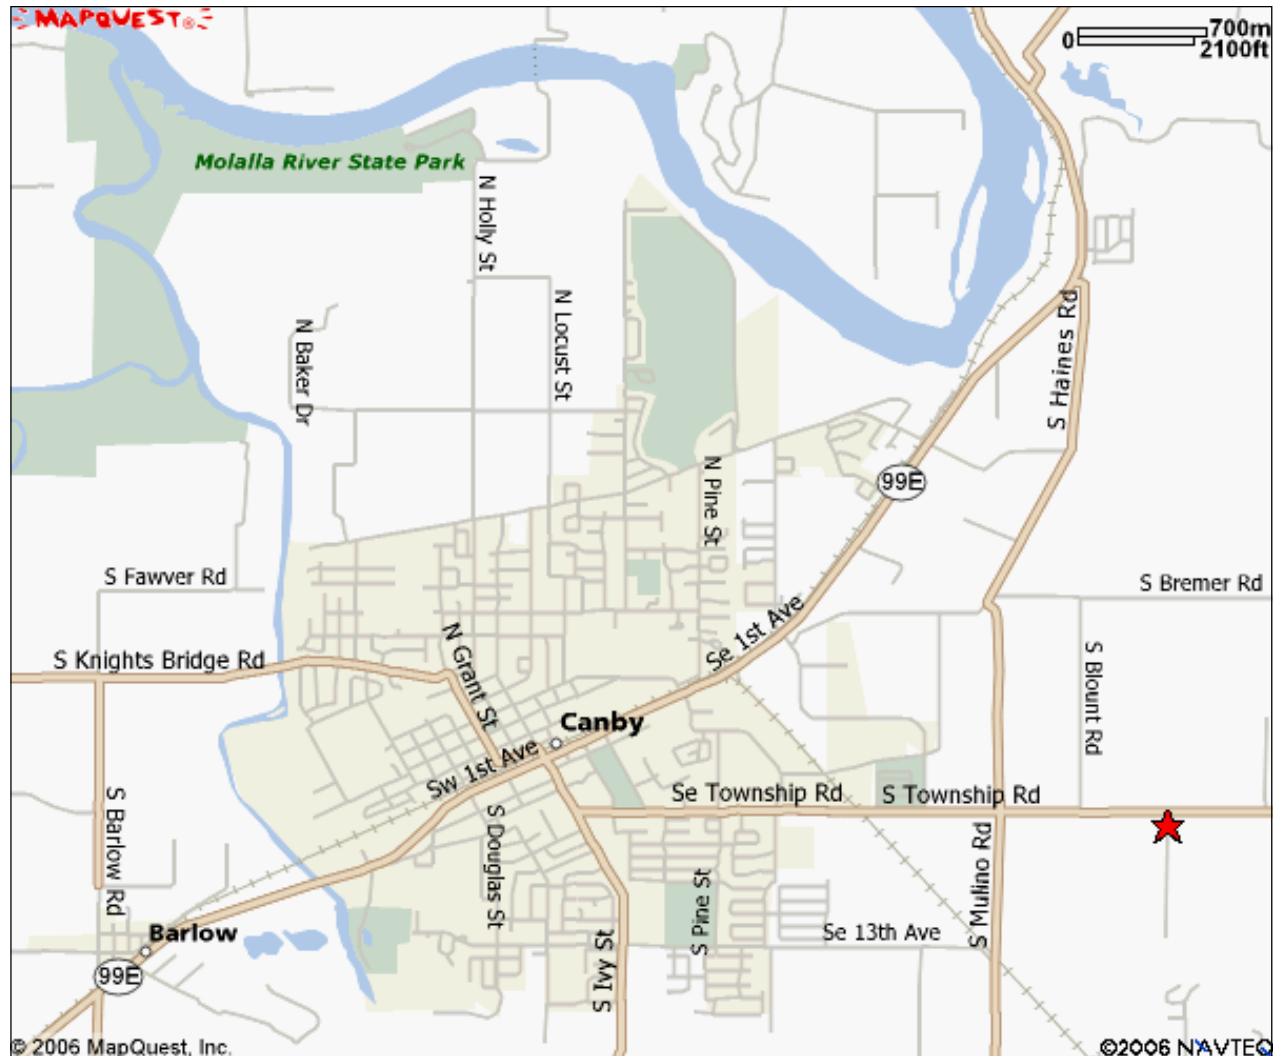 MAPQUEST®
0 700m
2100ft
Molalla River State Park
N Holly St
N Locust St
N Baker Dr
S Haines Rd
N Pine St
99E
S Fawver Rd
S Bremer Rd
Se 1st Ave
N Grant St
S Knights Bridge Rd
S Blount Rd
Canby
Sw 1st Ave
Se Township Rd
S Township Rd
S Barlow Rd
S Douglas St
S Mulino Rd
S Pine St
Barlow
Se 13th Ave
S Ivy St
99E
© 2006 MapQuest, Inc.
©2006 NAVTEQ